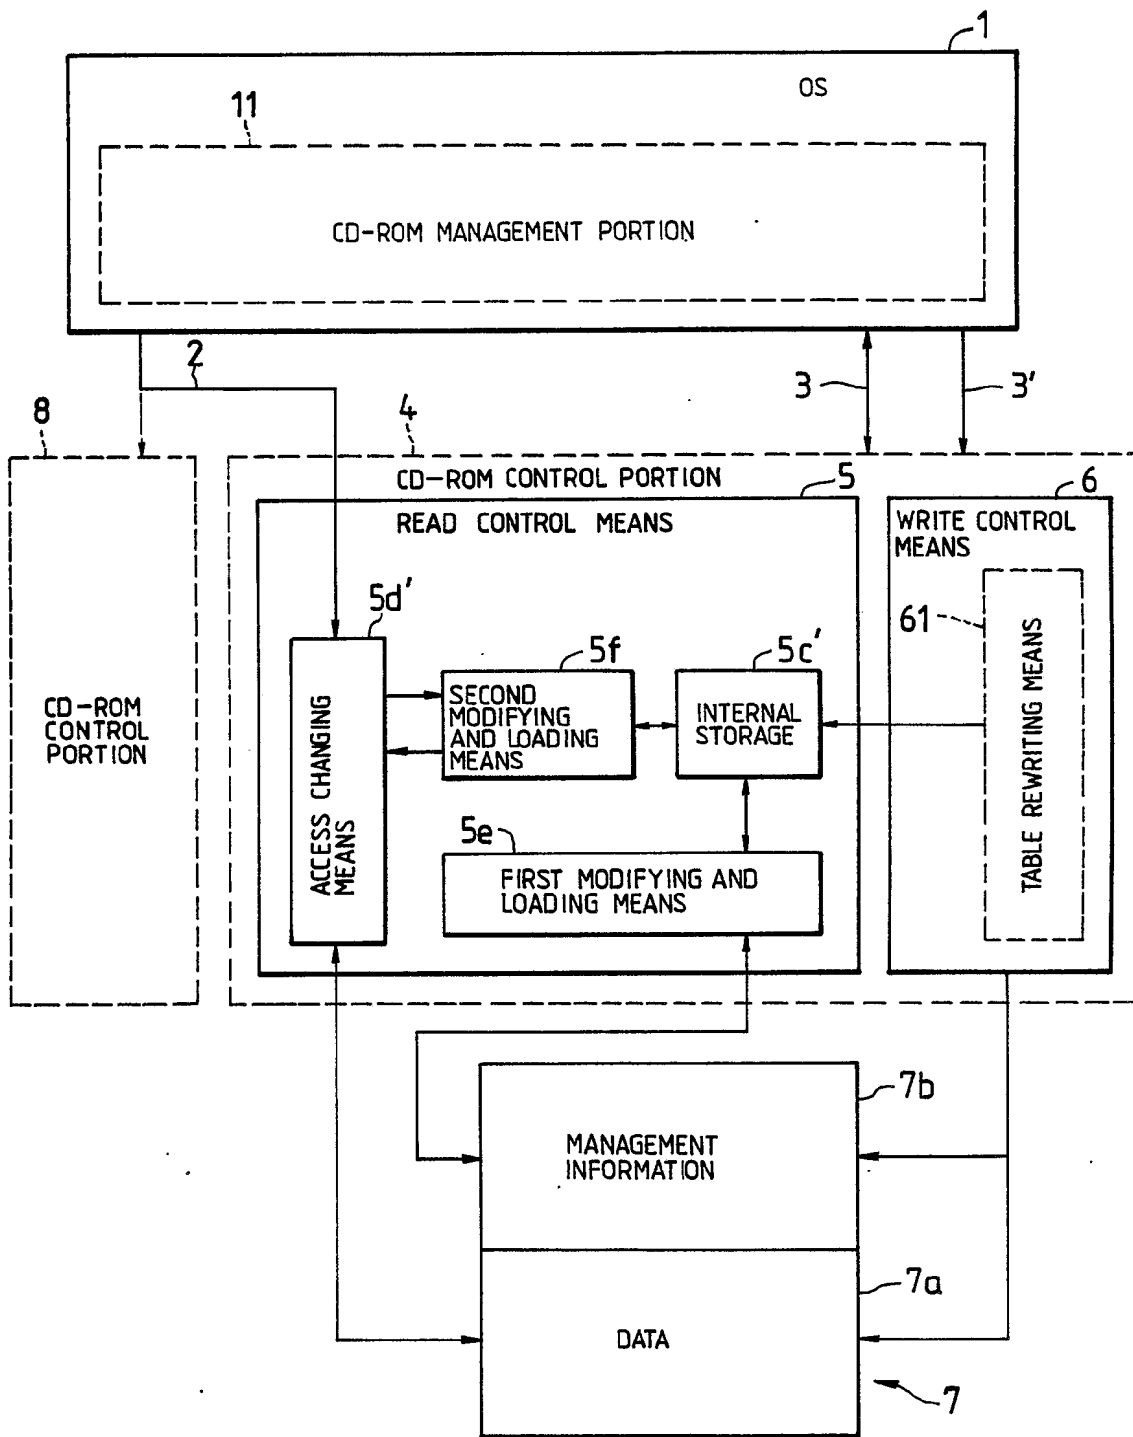 1
OS
11
CD-ROM MANAGEMENT PORTION
2
3
3'
8
4
CD-ROM CONTROL PORTION
5
6
READ CONTROL MEANS
WRITE CONTROL
MEANS
5d'
5f
5c'
61
CD-ROM
CONTROL
PORTION
ACCESS CHANGING
MEANS
SECOND
MODIFYING
AND LOADING
MEANS
INTERNAL
STORAGE
TABLE REWRITING MEANS
5e
FIRST MODIFYING AND
LOADING MEANS
7b
MANAGEMENT
INFORMATION
7a
DATA
7